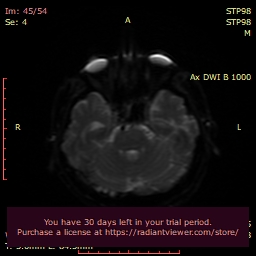 Im: 45/54
Se: 4
STP98
STP98
M
A
Ax DWI B 1000
R
L
You have 30 days left in your trial period.
Purchase a license at https://radiantviewer.com/store/